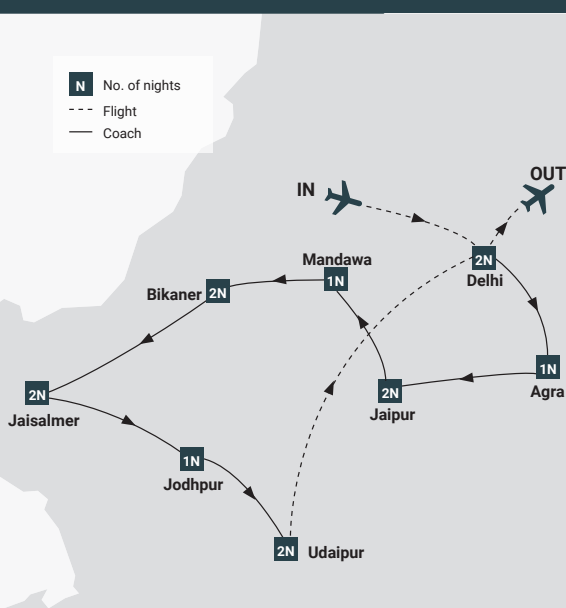 N No. of nights
Flight
Coach
IN
OUT
2N
Delhi
Mandawa
1N
Bikaner 2N
1N
Agra
2N
Jaipur
2N
Jaisalmer
1N
Jodhpur
2N Udaipur